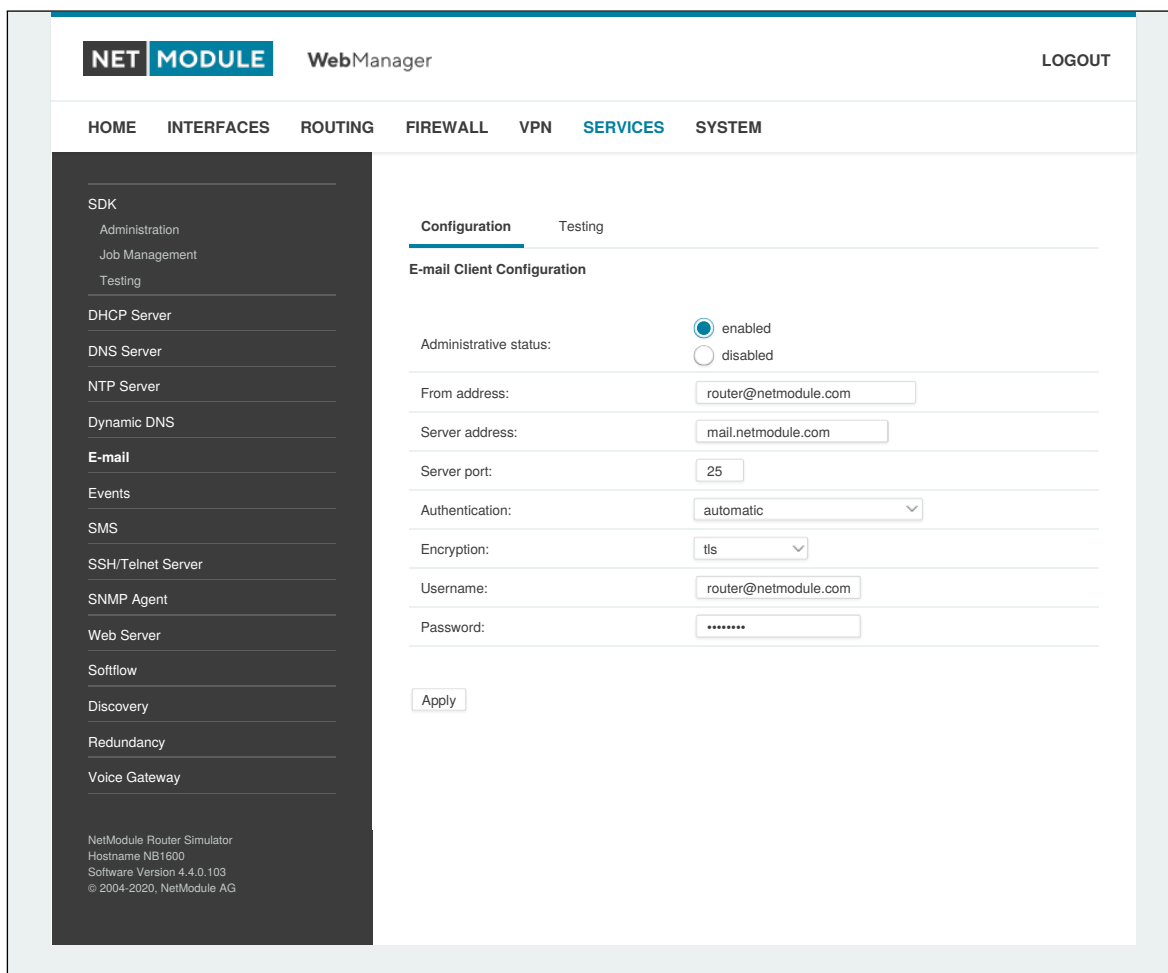 NET MODULE WebManager LOGOUT
HOME INTERFACES ROUTING FIREWALL VPN SERVICES SYSTEM
SDK
Administration
Job Management
Testing
DHCP Server
DNS Server
NTP Server
Dynamic DNS
E-mail
Events
SMS
SSH/Telnet Server
SNMP Agent
Web Server
Softflow
Discovery
Redundancy
Voice Gateway
NetModule Router Simulator
Hostname NB1600
Software Version 4.4.0.103
© 2004-2020, NetModule AG
Configuration Testing
E-mail Client Configuration
Administrative status: enabled
disabled
From address: router@netmodule.com
Server address: mail.netmodule.com
Server port: 25
Authentication: automatic
Encryption: tls
Username: router@netmodule.com
Password: ••••••••
Apply